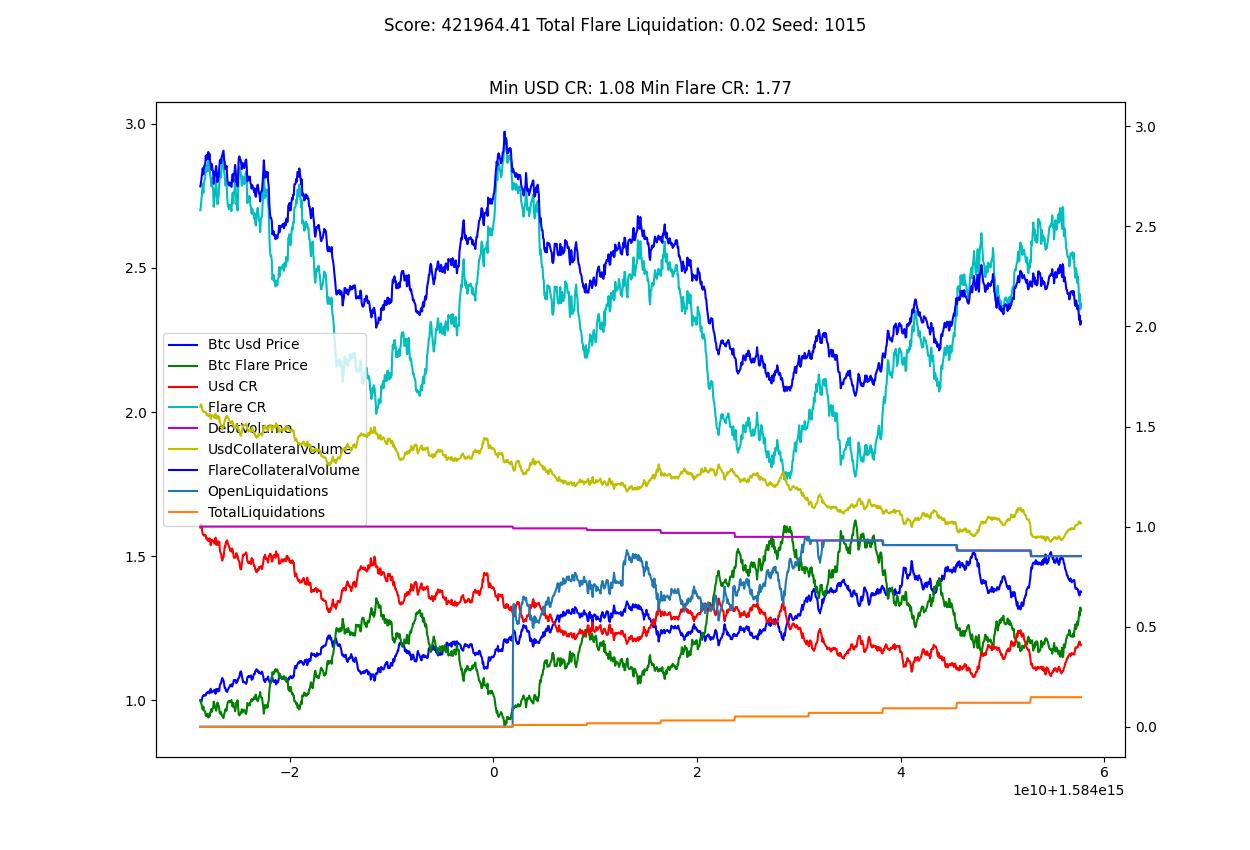 Score: 421964.41 Total Flare Liquidation: 0.02 Seed: 1015
Min USD CR: 1.08 Min Flare CR: 1.77
3.0
2.5
2.0
1.5
1.0
3.0
2.5
2.0
1.5
1.0
0.5
0.0
Btc Usd Price
Btc Flare Price
Usd CR
Flare CR
DebtVolume
UsdCollateralVolume
FlareCollateralVolume
OpenLiquidations
TotalLiquidations
−2 0 2 4 6
1e10+1.584e15